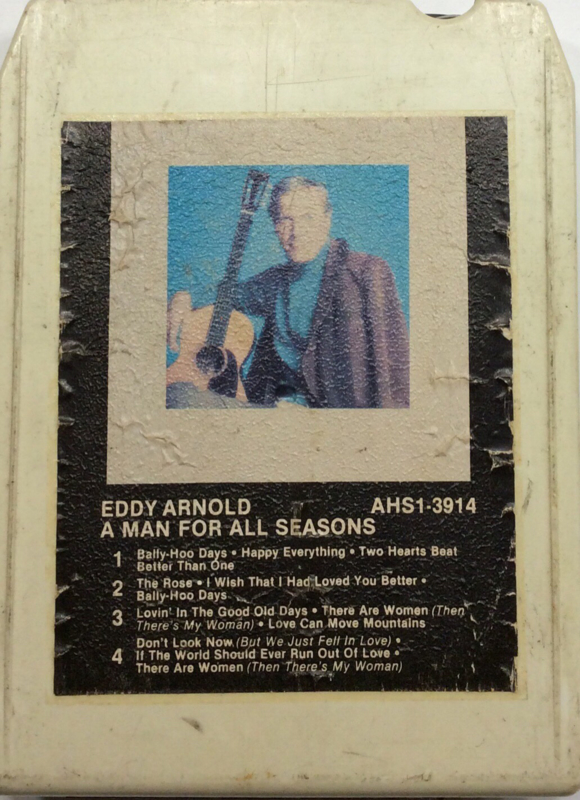 EDDY ARNOLD AHS1-3914
A MAN FOR ALL SEASONS
1 Bally-Hoo Days • Happy Everything • Two Hearts Beat
Better Than One
2 The Rose • I Wish That I Had Loved You Better •
Bally-Hoo Days
3 Lovin' In The Good Old Days • There Are Women (Then
There's My Woman) • Love Can Move Mountains
Don't Look Now (But We Just Fell In Love) •
4 If The World Should Ever Run Out Of Love •
There Are Women (Then There's My Woman)